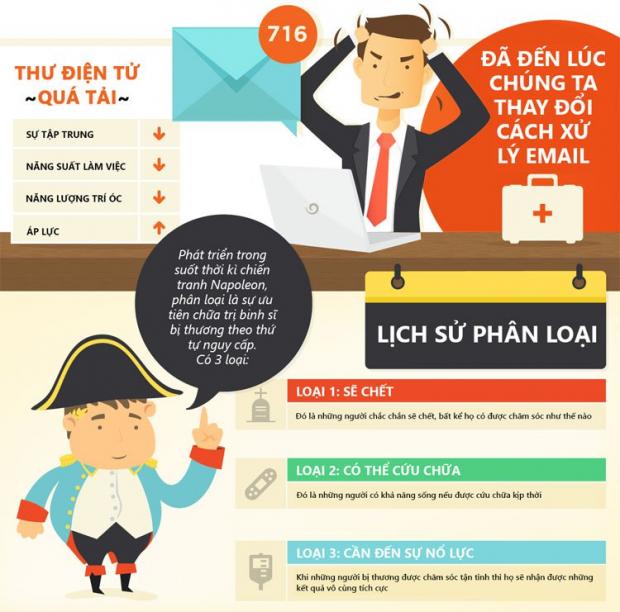 THƯ ĐIỆN TỬ
~QUÁ TẢI~
SỰ TẬP TRUNG
NĂNG SUẤT LÀM VIỆC
NĂNG LƯỢNG TRÍ ÓC
ÁP LỰC
716
ĐÃ ĐẾN LÚC
CHÚNG TA
THAY ĐỔI
CÁCH XỬ
LÝ EMAIL
Phát triển trong
suốt thời kì chiến
tranh Napoleon,
phân loại là sự ưu
tiên chữa trị binh sĩ
bị thương theo thứ
tự nguy cấp.
Có 3 loại:
LỊCH SỬ PHÂN LOẠI
LOẠI 1: SẼ CHẾT
Đó là những người chắc chắn sẽ chết, bất kể họ có được chăm sóc như thế nào
LOẠI 2: CÓ THỂ CỨU CHỮA
Đó là những người có khả năng sống nếu được cứu chữa kịp thời
LOẠI 3: CẦN ĐẾN SỰ NỔ LỰC
Khi những người bị thương được chăm sóc tận tình thì họ sẽ nhận được những
kết quả vô cùng tích cực